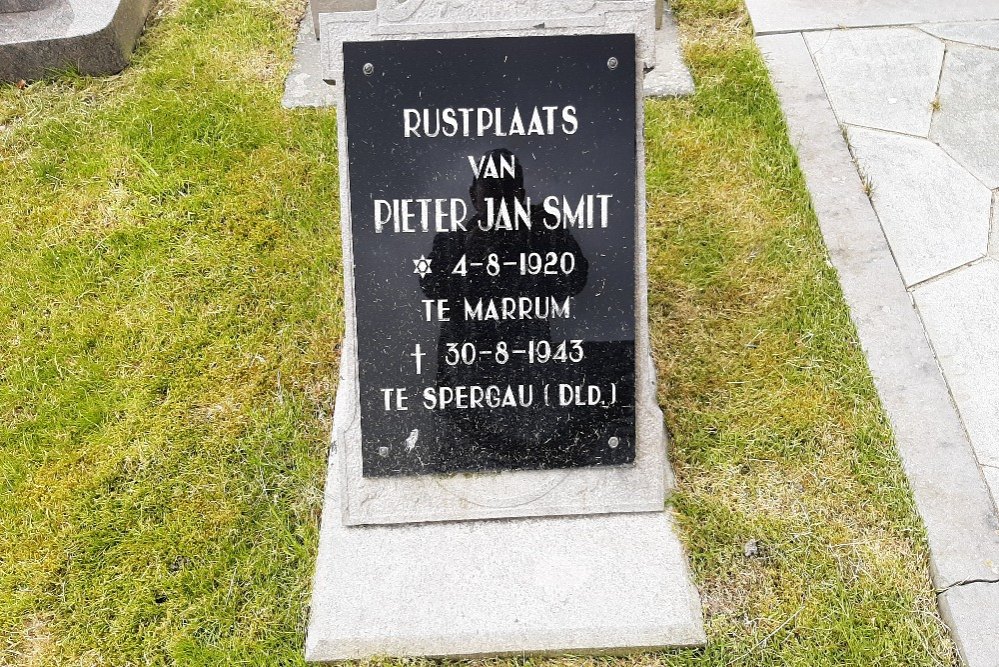 RUSTPLAATS
VAN
PIETER JAN SMIT
✡ 4-8-1920
TE MARRUM
† 30-8-1943
TE SPERGAU (DLD.)